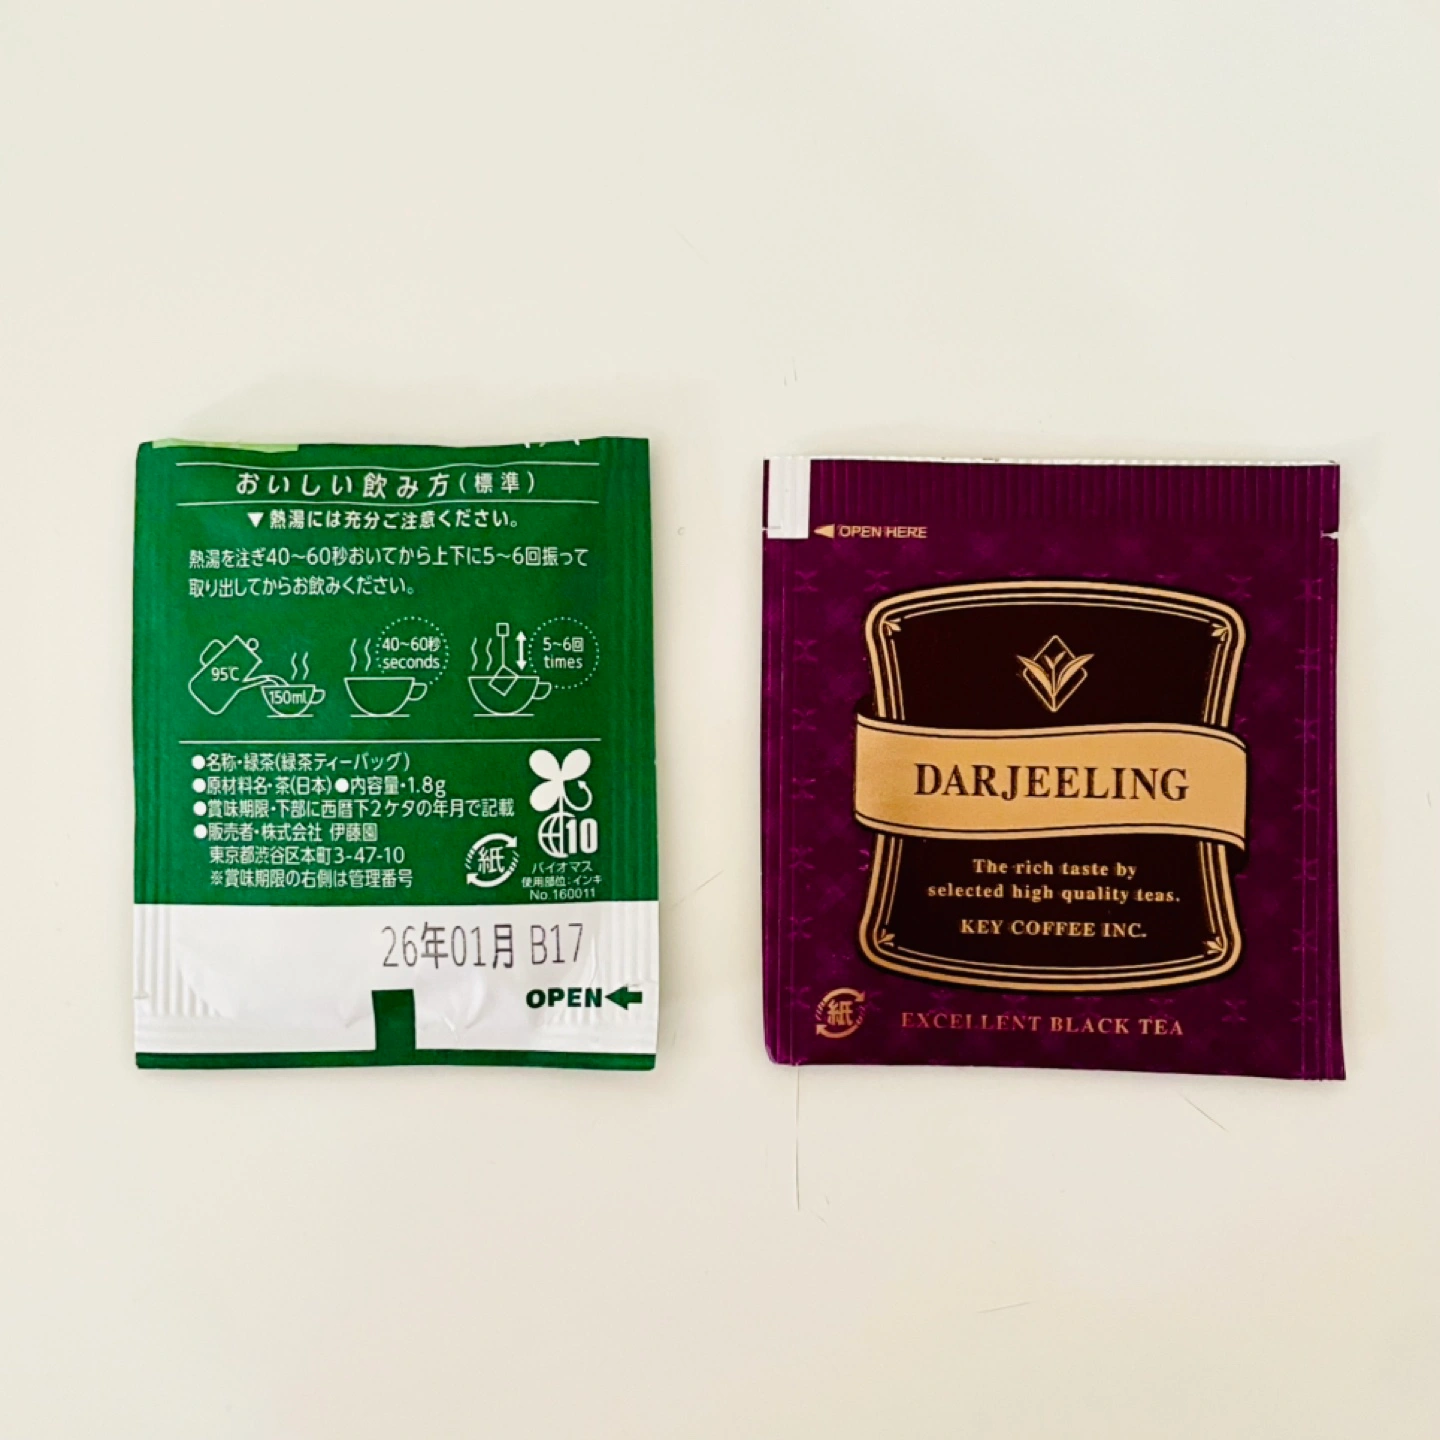 おいしい飲み方(標準)
▼熱湯には充分ご注意ください。
熱湯を注ぎ40〜60秒おいてから上下に5〜6回振って
取り出してからお飲みください。
95℃
150ml
40〜60秒
seconds
5〜6回
times
●名称・緑茶(緑茶ティーバッグ)
●原材料名・茶(日本)●内容量・1.8g
●賞味期限・下部に西暦下2ケタの年月で記載
●販売者・株式会社 伊藤園
東京都渋谷区本町3-47-10
※賞味期限の右側は管理番号
紙
10
バイオマス
使用部位:インキ
No.160011
26年01月 B17
OPEN
OPEN HERE
DARJEELING
The rich taste by
selected high quality teas.
KEY COFFEE INC.
紙
EXCELLENT BLACK TEA